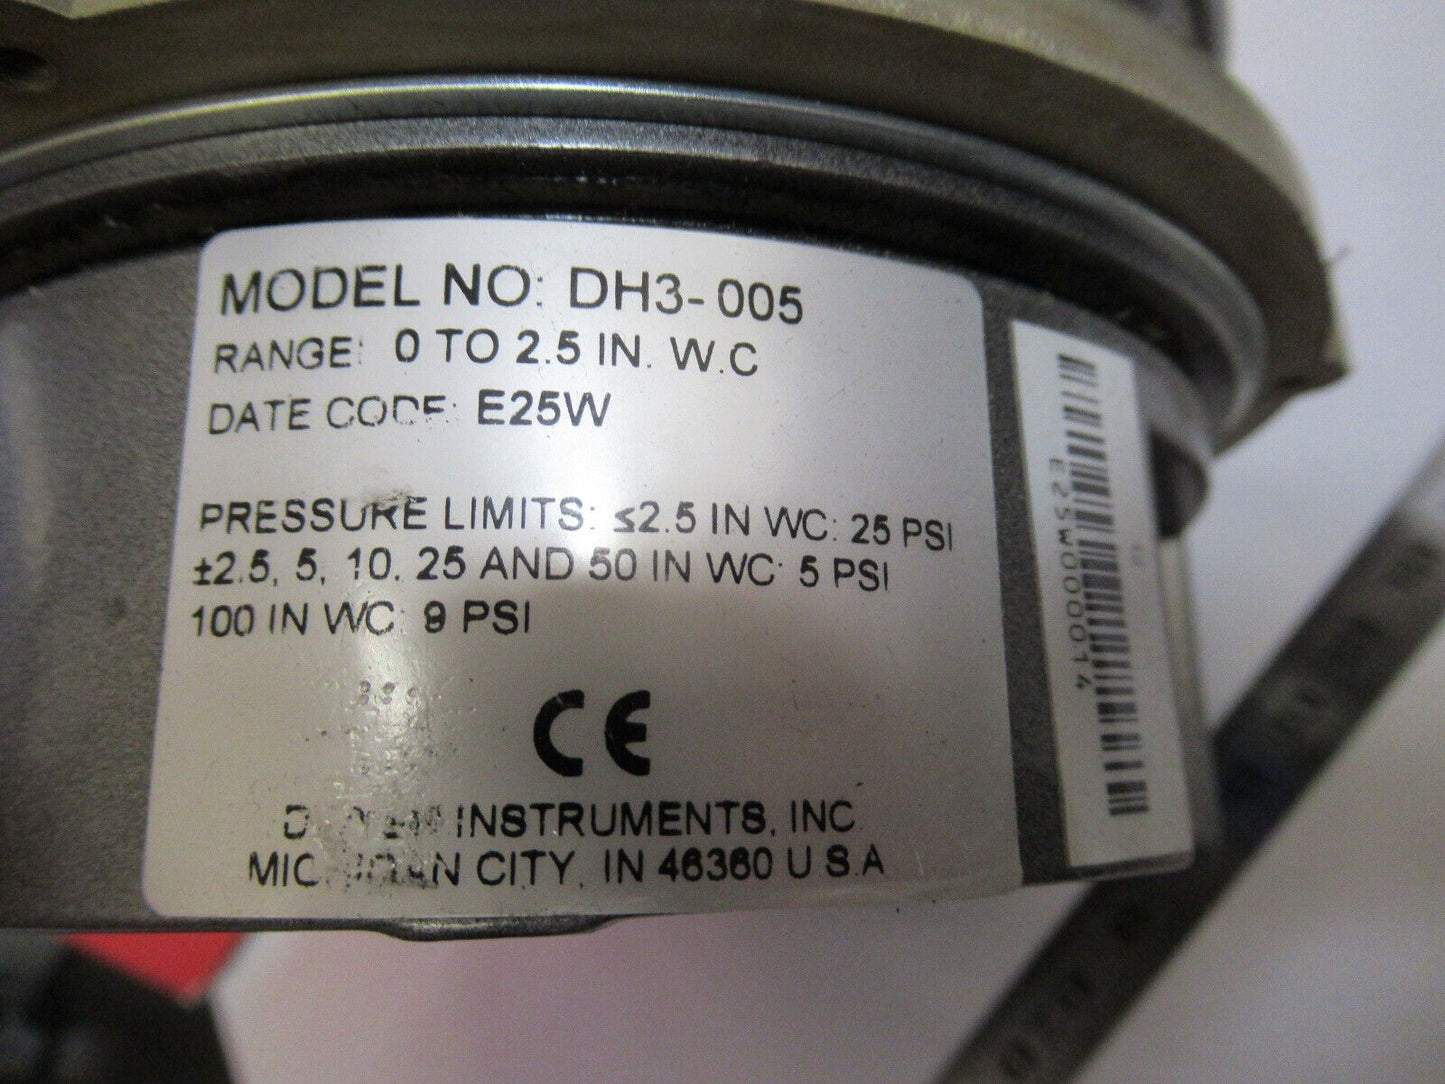 MODEL NO: DH3-005
RANGE: 0 TO 2.5 IN. W.C
DATE CODE: E25W
PRESSURE LIMITS: ≤2.5 IN WC: 25 PSI
±2.5, 5, 10, 25 AND 50 IN WC: 5 PSI
100 IN WC: 9 PSI
CE
INSTRUMENTS, INC.
MICHIGAN CITY, IN 46360 U S A
E25W000014